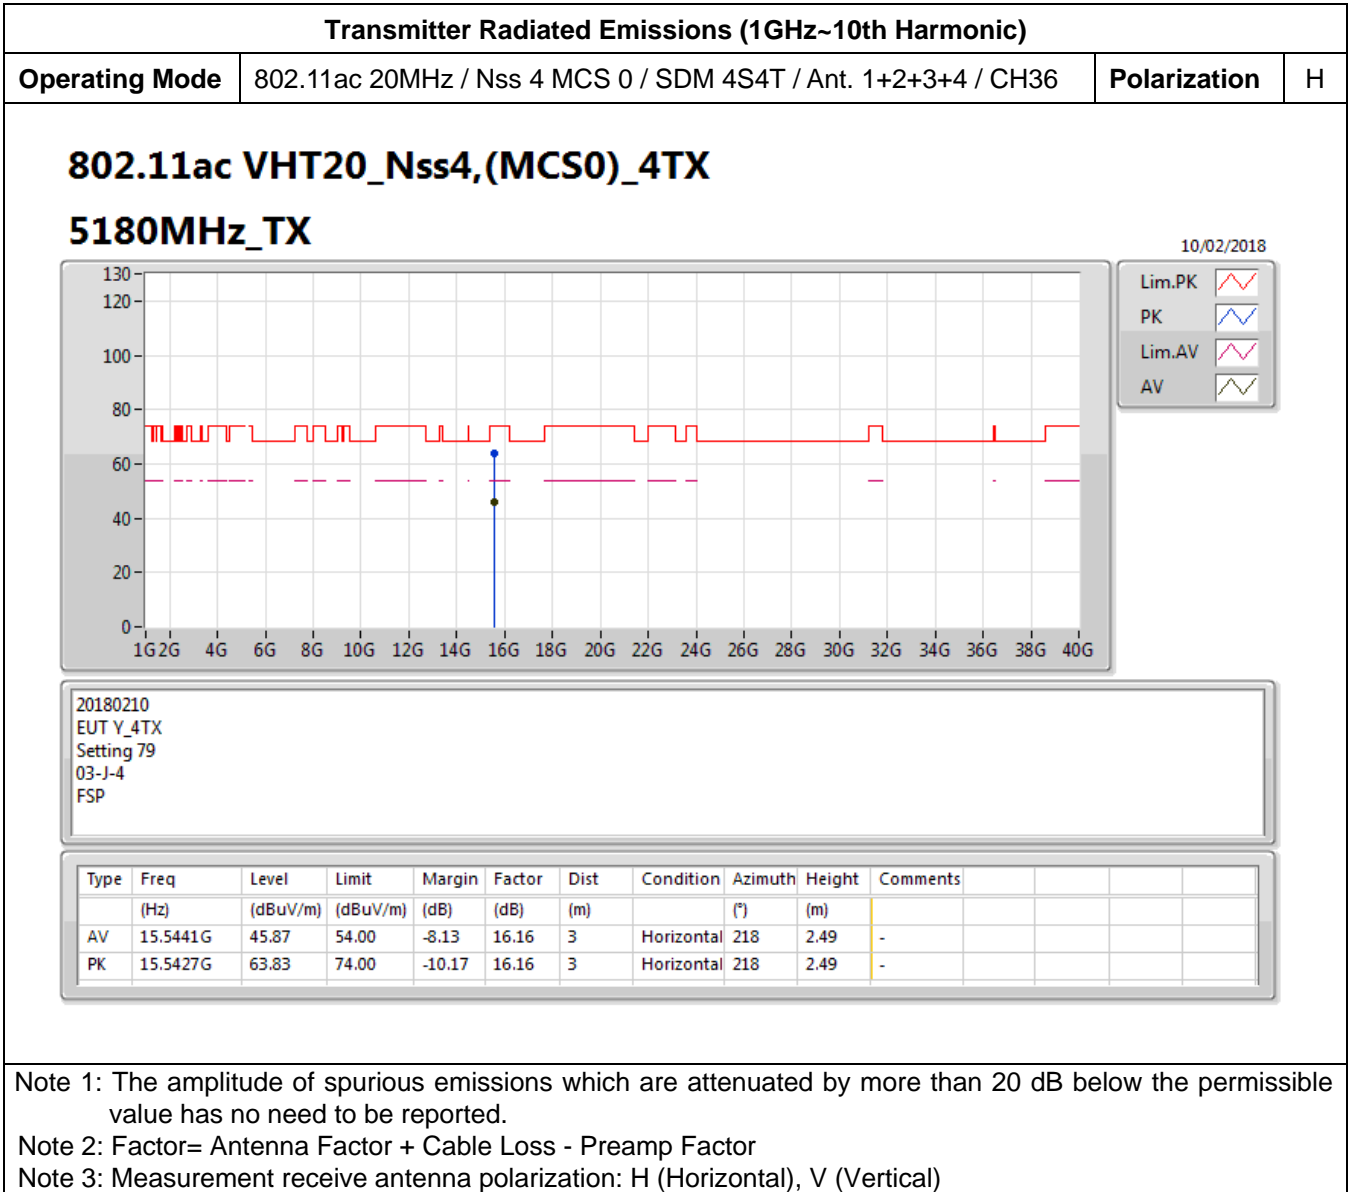 Transmitter Radiated Emissions (1GHz~10th Harmonic)
Operating Mode 802.11ac 20MHz / Nss 4 MCS 0 / SDM 4S4T / Ant. 1+2+3+4 / CH36 Polarization H
802.11ac VHT20_Nss4,(MCS0)_4TX
5180MHz_TX
10/02/2018
130
120
100
80
60
40
20
0
1G 2G 4G 6G 8G 10G 12G 14G 16G 18G 20G 22G 24G 26G 28G 30G 32G 34G 36G 38G 40G
Lim.PK
PK
Lim.AV
AV
20180210
EUT Y_4TX
Setting 79
03-J-4
FSP
Type Freq Level Limit Margin Factor Dist Condition Azimuth Height Comments
(Hz) (dBuV/m) (dBuV/m) (dB) (dB) (m) (°) (m)
AV 15.5441G 45.87 54.00 -8.13 16.16 3 Horizontal 218 2.49 -
PK 15.5427G 63.83 74.00 -10.17 16.16 3 Horizontal 218 2.49 -
Note 1: The amplitude of spurious emissions which are attenuated by more than 20 dB below the permissible
value has no need to be reported.
Note 2: Factor= Antenna Factor + Cable Loss - Preamp Factor
Note 3: Measurement receive antenna polarization: H (Horizontal), V (Vertical)